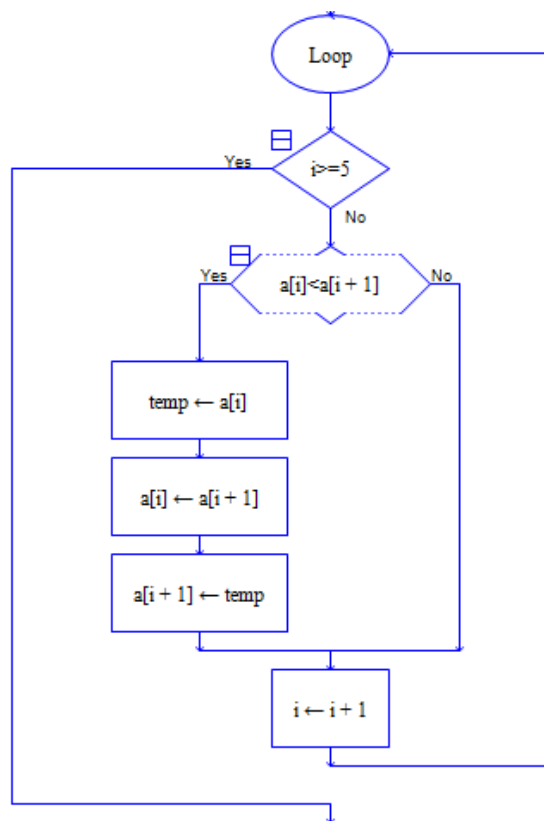 Loop
i>=5
Yes
No
a[i]<a[i + 1]
Yes
No
temp ← a[i]
a[i] ← a[i + 1]
a[i + 1] ← temp
i ← i + 1